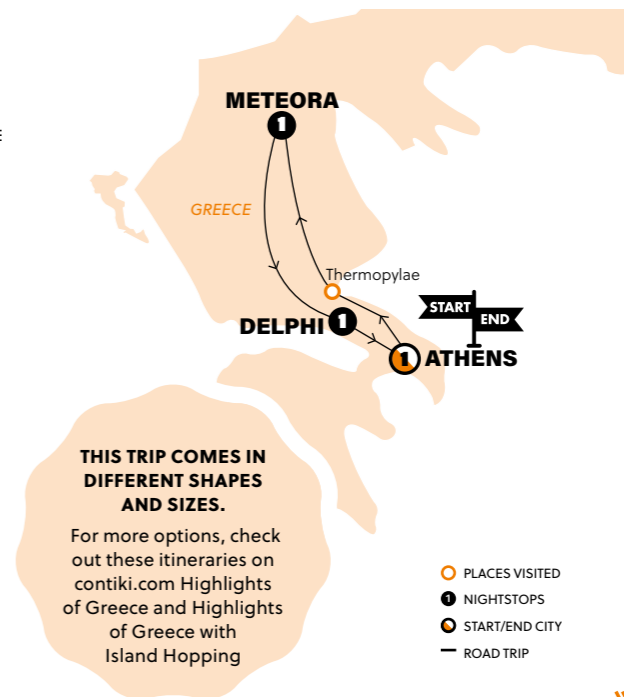 METEORA
1
E
GREECE
Thermopylae
START
END
DELPHI
1
1
ATHENS
THIS TRIP COMES IN
DIFFERENT SHAPES
AND SIZES.
For more options, check
out these itineraries on
contiki.com Highlights
of Greece and Highlights
of Greece with
Island Hopping
PLACES VISITED
1 NIGHTSTOPS
START/END CITY
ROAD TRIP